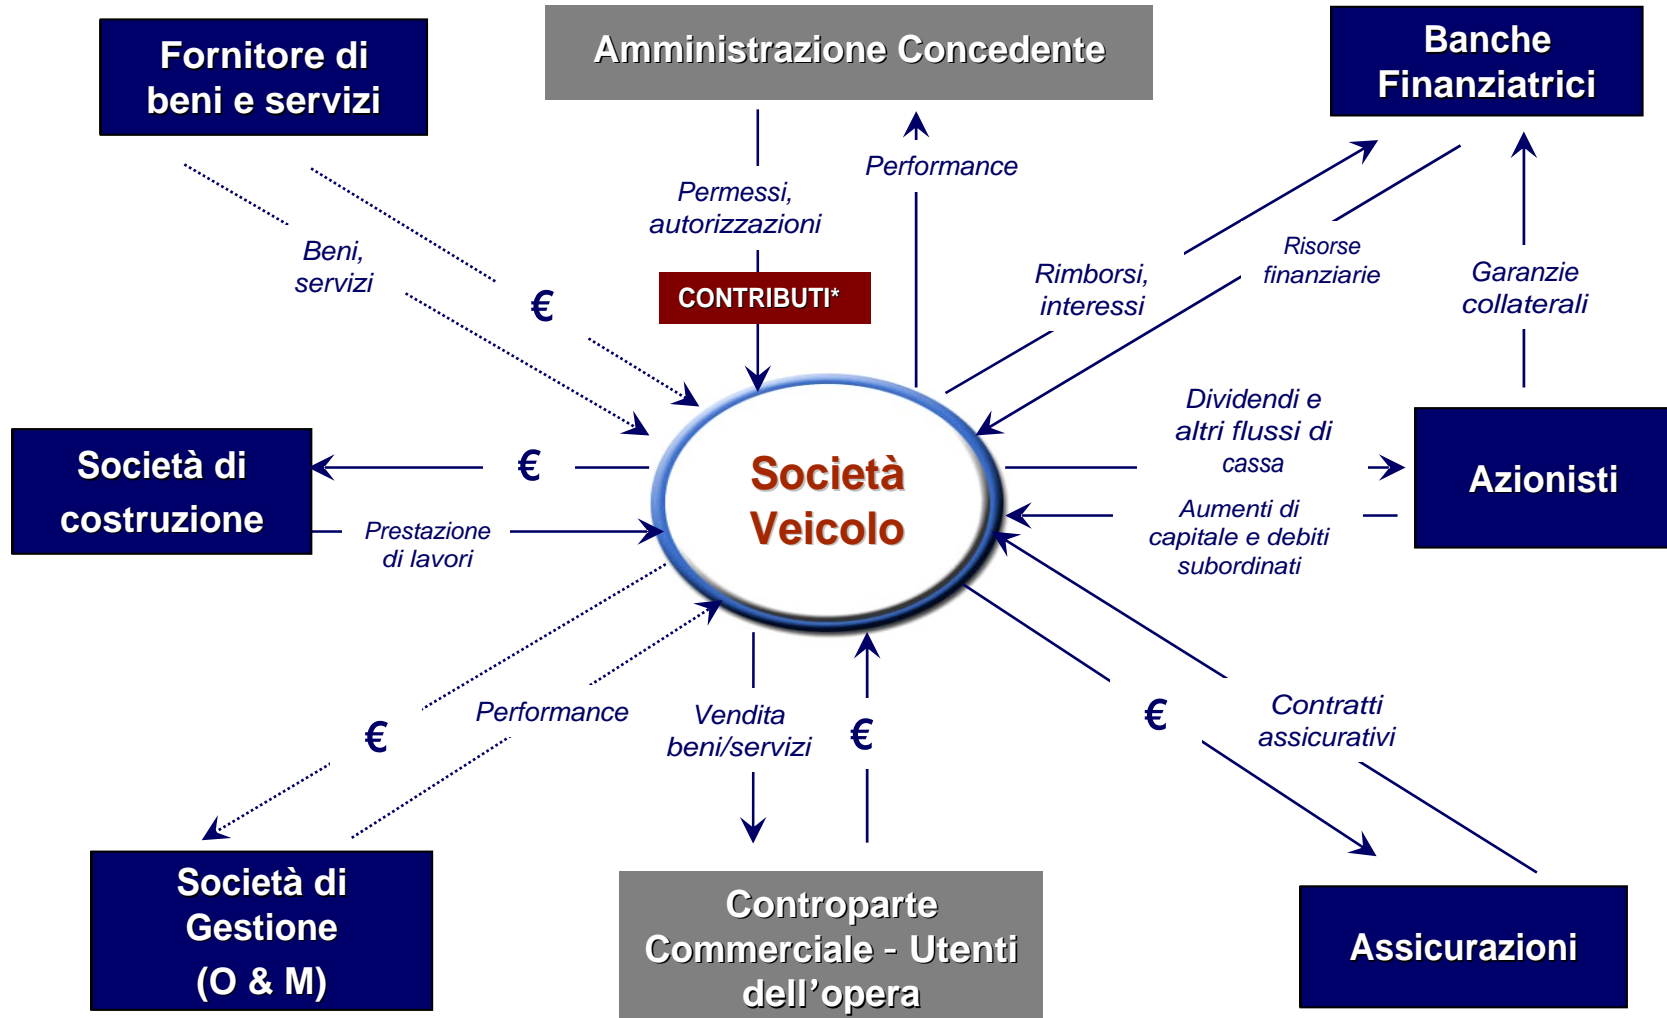 Fornitore di
beni e servizi
Amministrazione Concedente
Banche
Finanziatrici
Permessi,
autorizzazioni
Performance
Beni,
servizi
€
CONTRIBUTI*
Rimborsi,
interessi
Risorse
finanziarie
Garanzie
collaterali
Società di
costruzione
€
Prestazione
di lavori
Società
Veicolo
Dividendi e
altri flussi di
cassa
Aumenti di
capitale e debiti
subordinati
Azionisti
€
Performance
Vendita
beni/servizi
€
€
Contratti
assicurativi
Società di
Gestione
(O & M)
Controparte
Commerciale - Utenti
dell’opera
Assicurazioni